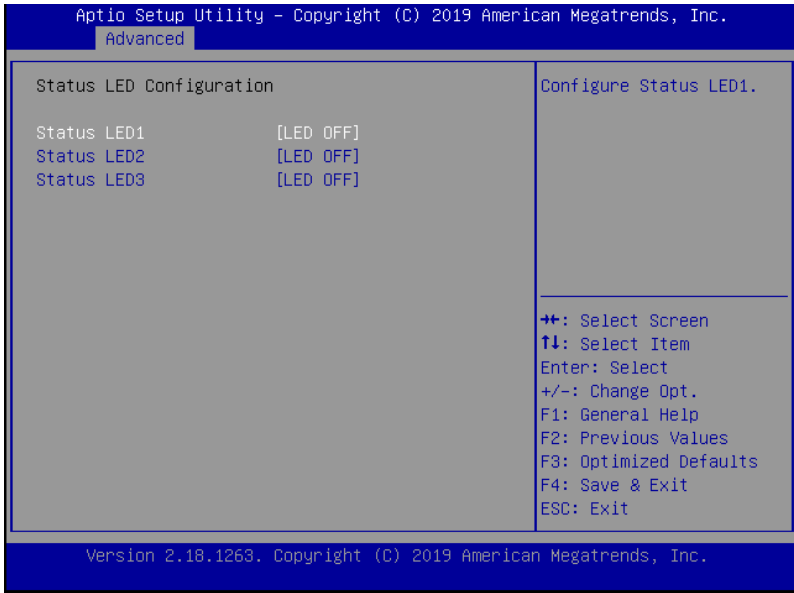 Aptio Setup Utility – Copyright (C) 2019 American Megatrends, Inc.
Advanced
Status LED Configuration
Status LED1 [LED OFF]
Status LED2 [LED OFF]
Status LED3 [LED OFF]
Configure Status LED1.
→←: Select Screen
↑↓: Select Item
Enter: Select
+/-: Change Opt.
F1: General Help
F2: Previous Values
F3: Optimized Defaults
F4: Save & Exit
ESC: Exit
Version 2.18.1263. Copyright (C) 2019 American Megatrends, Inc.